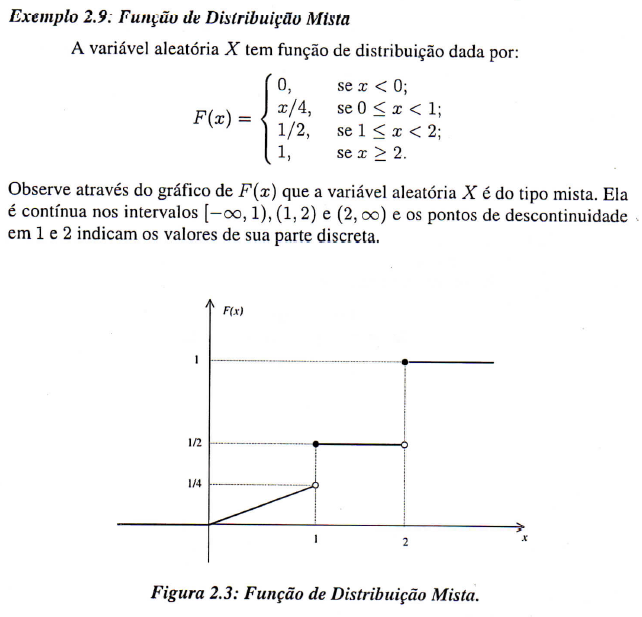 Exemplo 2.9: Função de Distribuição Mista
A variável aleatória X tem função de distribuição dada por:
F(x) = { 0, se x < 0;
x/4, se 0 ≤ x < 1;
1/2, se 1 ≤ x < 2;
1, se x ≥ 2.
Observe através do gráfico de F(x) que a variável aleatória X é do tipo mista. Ela
é contínua nos intervalos [−∞, 1), (1, 2) e (2, ∞) e os pontos de descontinuidade
em 1 e 2 indicam os valores de sua parte discreta.
F(x)
1
1/2
1/4
1
2
x
Figura 2.3: Função de Distribuição Mista.